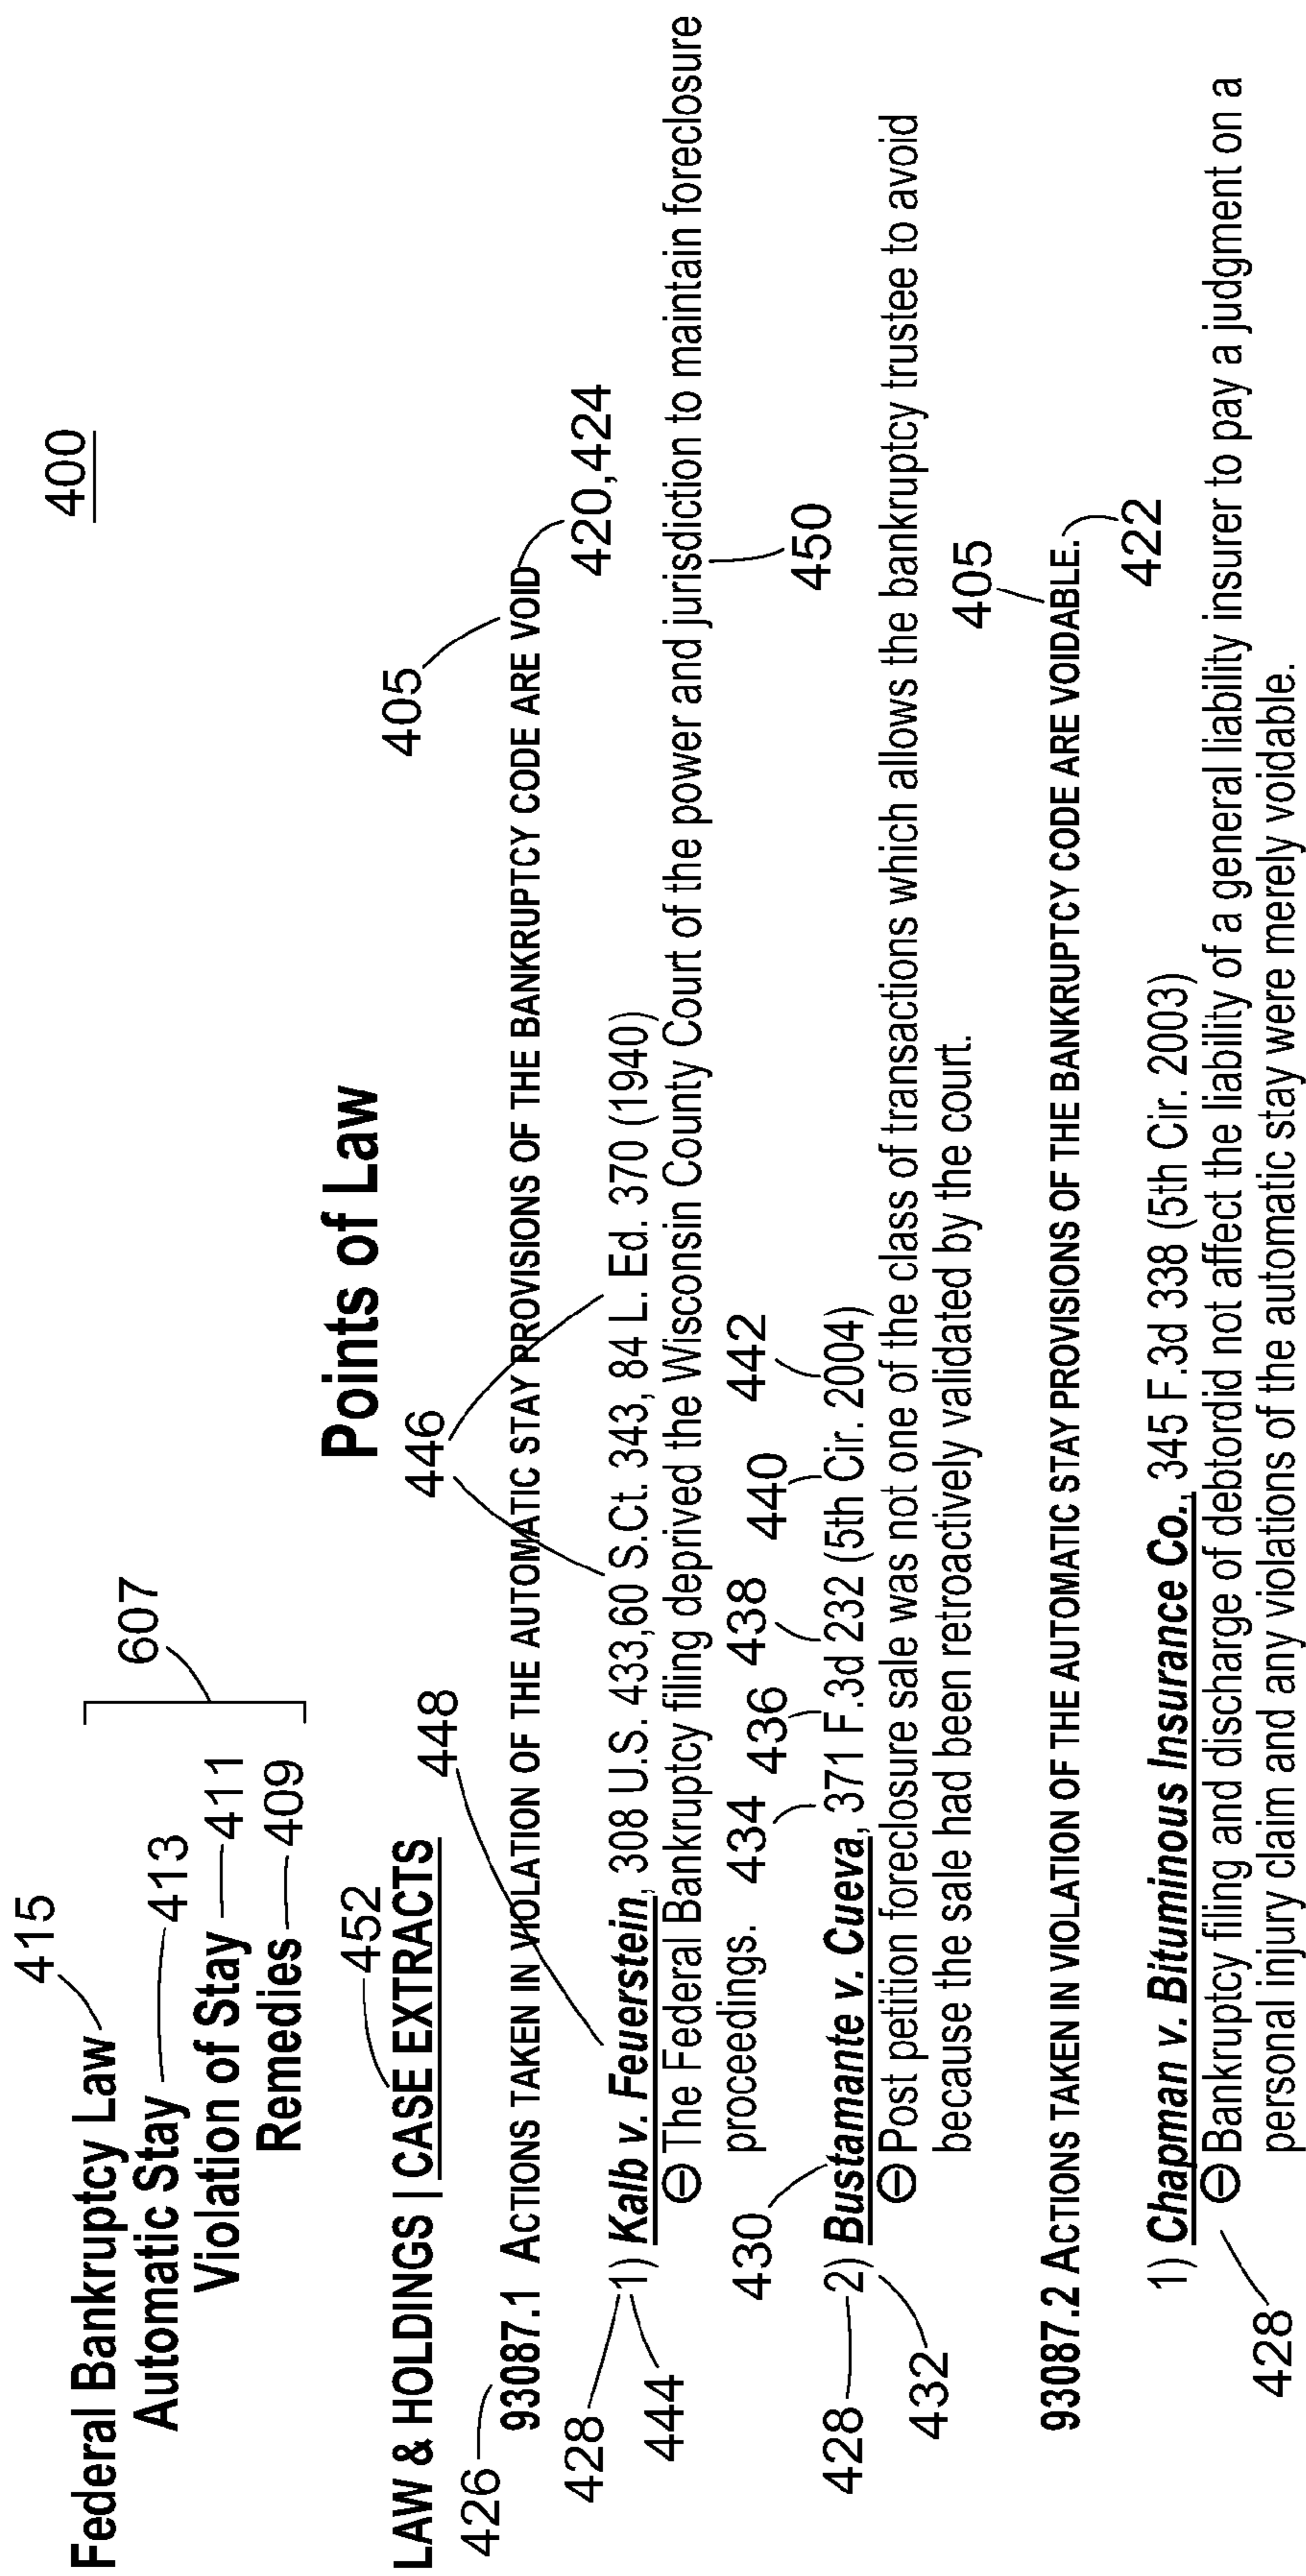 400
415
Federal Bankruptcy Law
Automatic Stay 413
Violation of Stay 411
Remedies 409
607
Points of Law
452
LAW & HOLDINGS | CASE EXTRACTS
448
446
405
426
93087.1 ACTIONS TAKEN IN VIOLATION OF THE AUTOMATIC STAY PROVISIONS OF THE BANKRUPTCY CODE ARE VOID
420,424
428
444
1) Kalb v. Feuerstein, 308 U.S. 433,60 S.Ct. 343, 84 L. Ed. 370 (1940)
⊖ The Federal Bankruptcy filing deprived the Wisconsin County Court of the power and jurisdiction to maintain foreclosure
proceedings.
450
430
434
436
438
440
442
428
2) Bustamante v. Cueva, 371 F.3d 232 (5th Cir. 2004)
432
⊖ Post petition foreclosure sale was not one of the class of transactions which allows the bankruptcy trustee to avoid
because the sale had been retroactively validated by the court.
405
93087.2 ACTIONS TAKEN IN VIOLATION OF THE AUTOMATIC STAY PROVISIONS OF THE BANKRUPTCY CODE ARE VOIDABLE.
422
1) Chapman v. Bituminous Insurance Co., 345 F.3d 338 (5th Cir. 2003)
⊖ Bankruptcy filing and discharge of debtordid not affect the liability of a general liability insurer to pay a judgment on a
personal injury claim and any violations of the automatic stay were merely voidable.
428